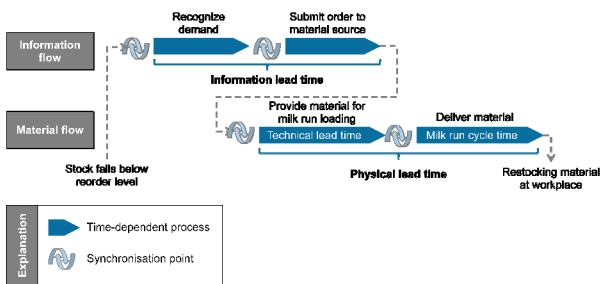 Recognize
demand
Submit order to
material source
Information
flow
Information lead time
Provide material for
milk run loading
Deliver material
Material flow
Technical lead time
Milk run cycle time
Stock falls below
reorder level
Physical lead time
Restocking material
at workplace
Explanation
Time-dependent process
Synchronisation point